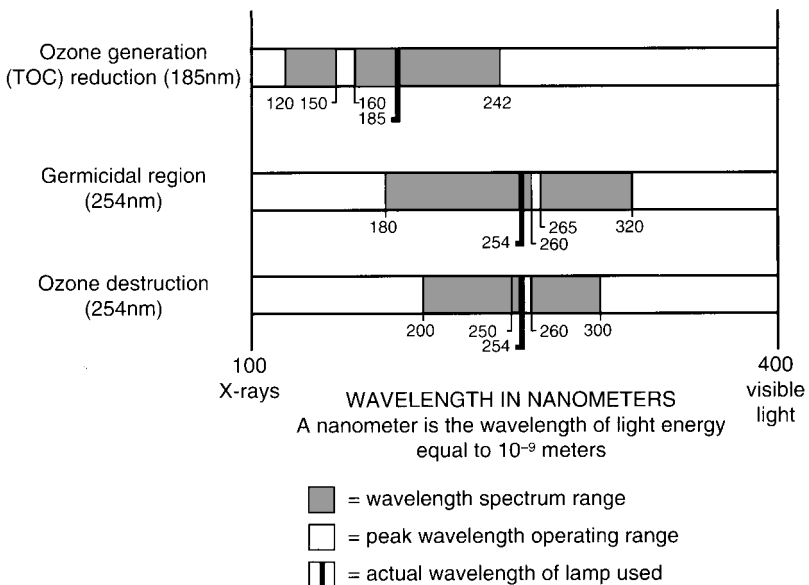 Ozone generation
(TOC) reduction (185nm)
120 150 160 242
185
Germicidal region
(254nm)
180 265 320
254 260
Ozone destruction
(254nm)
200 250 260 300
254
100
X-rays
400
visible
light
WAVELENGTH IN NANOMETERS
A nanometer is the wavelength of light energy
equal to 10⁻⁹ meters
= wavelength spectrum range
= peak wavelength operating range
= actual wavelength of lamp used